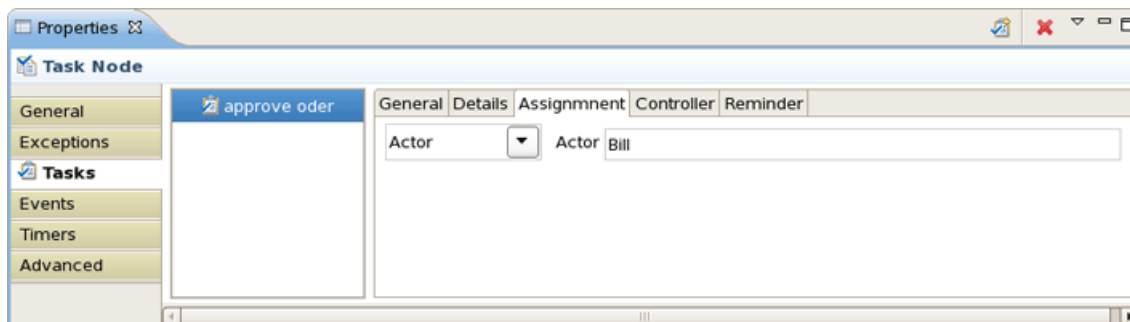 Properties
Task Node
General
Exceptions
Tasks
Events
Timers
Advanced
approve oder
General Details Assignmnent Controller Reminder
Actor Actor Bill